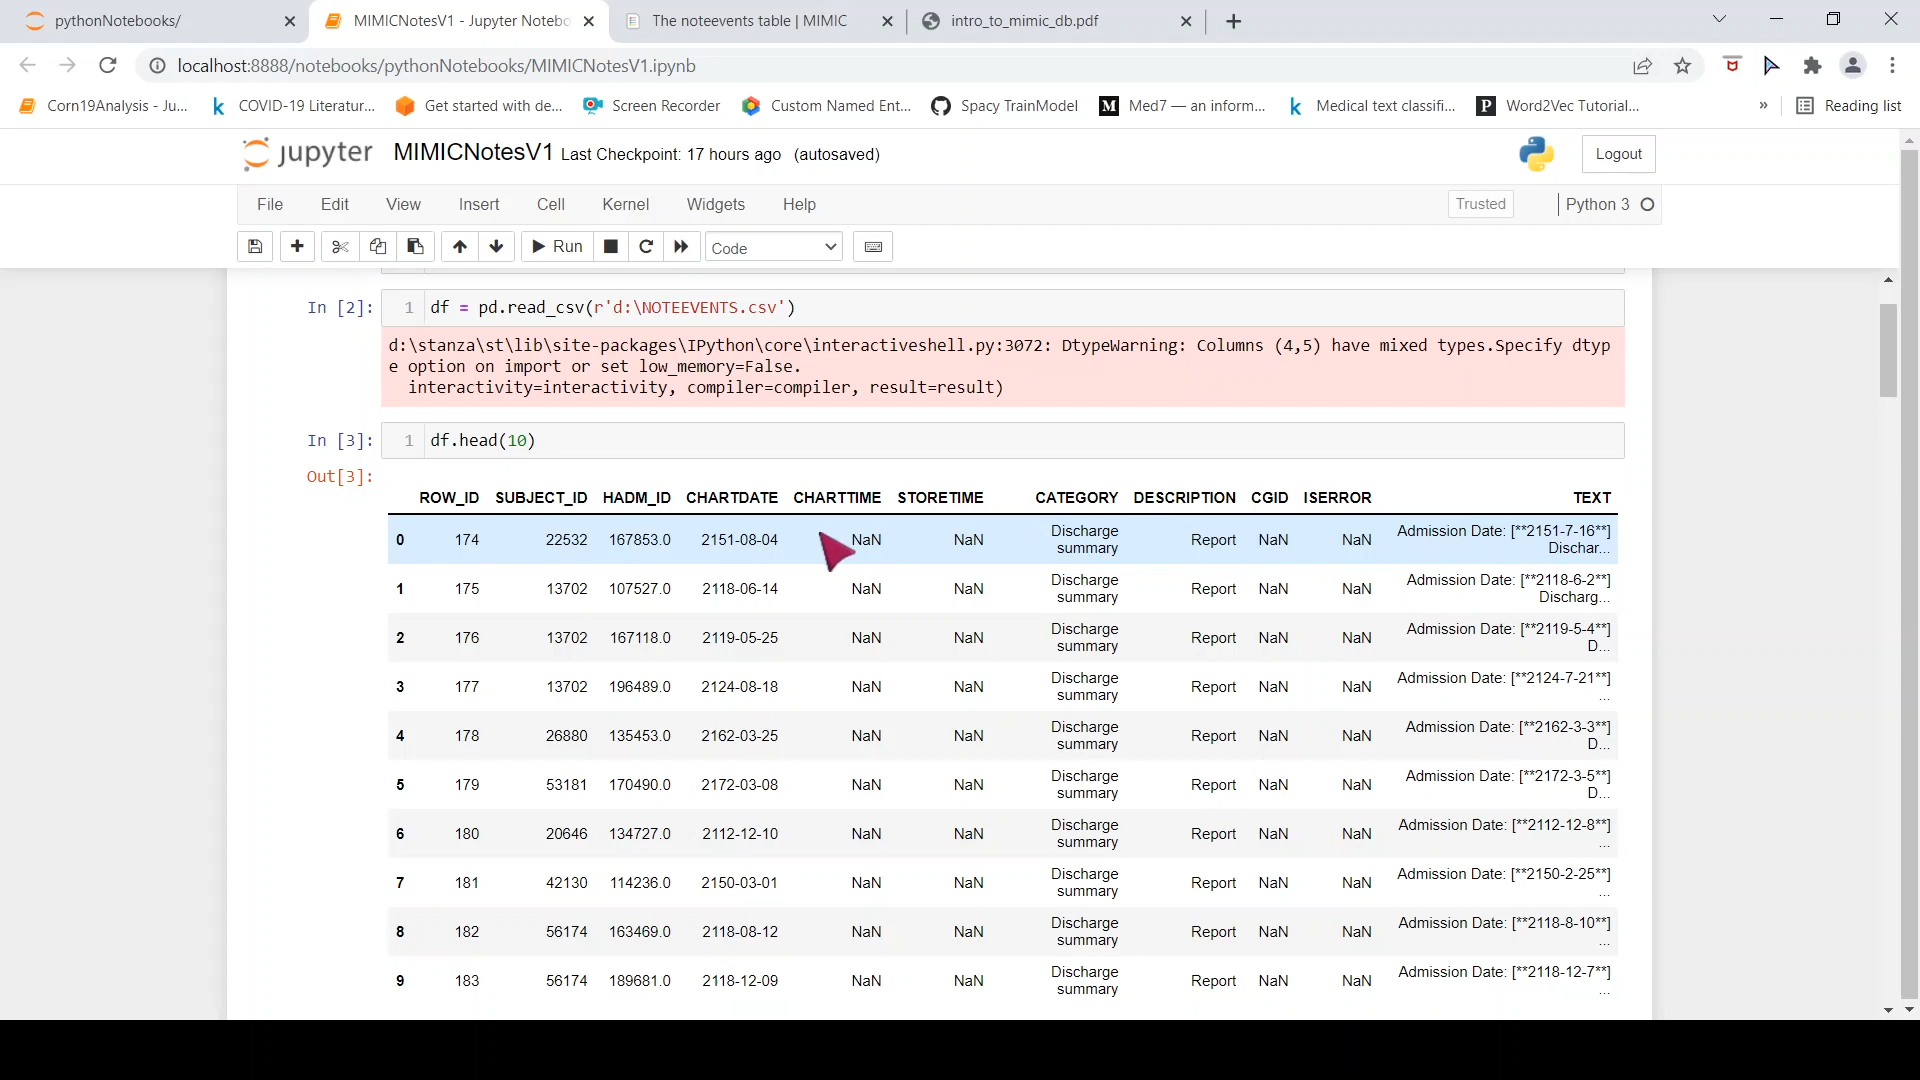 pythonNotebooks/
MIMICNotesV1 - Jupyter Notebo
The noteevents table | MIMIC
intro_to_mimic_db.pdf
localhost:8888/notebooks/pythonNotebooks/MIMICNotesV1.ipynb
Corn19Analysis - Ju...
COVID-19 Literatur...
Get started with de...
Screen Recorder
Custom Named Ent...
Spacy TrainModel
M Med7 — an inform...
k Medical text classifi...
P Word2Vec Tutorial...
»
Reading list
jupyter MIMICNotesV1 Last Checkpoint: 17 hours ago (autosaved)
Logout
File Edit View Insert Cell Kernel Widgets Help
Trusted
Python 3
Run
Code
In [2]: 1 df = pd.read_csv(r'd:\NOTEEVENTS.csv')
d:\stanza\st\lib\site-packages\IPython\core\interactiveshell.py:3072: DtypeWarning: Columns (4,5) have mixed types.Specify dtyp
e option on import or set low_memory=False.
interactivity=interactivity, compiler=compiler, result=result)
In [3]: 1 df.head(10)
Out[3]:
ROW_ID SUBJECT_ID HADM_ID CHARTDATE CHARTTIME STORETIME CATEGORY DESCRIPTION CGID ISERROR TEXT
0 174 22532 167853.0 2151-08-04 NaN NaN Discharge summary Report NaN NaN Admission Date: [**2151-7-16**] Dischar...
1 175 13702 107527.0 2118-06-14 NaN NaN Discharge summary Report NaN NaN Admission Date: [**2118-6-2**] Discharg...
2 176 13702 167118.0 2119-05-25 NaN NaN Discharge summary Report NaN NaN Admission Date: [**2119-5-4**] D...
3 177 13702 196489.0 2124-08-18 NaN NaN Discharge summary Report NaN NaN Admission Date: [**2124-7-21**] ...
4 178 26880 135453.0 2162-03-25 NaN NaN Discharge summary Report NaN NaN Admission Date: [**2162-3-3**] D...
5 179 53181 170490.0 2172-03-08 NaN NaN Discharge summary Report NaN NaN Admission Date: [**2172-3-5**] D...
6 180 20646 134727.0 2112-12-10 NaN NaN Discharge summary Report NaN NaN Admission Date: [**2112-12-8**] ...
7 181 42130 114236.0 2150-03-01 NaN NaN Discharge summary Report NaN NaN Admission Date: [**2150-2-25**] ...
8 182 56174 163469.0 2118-08-12 NaN NaN Discharge summary Report NaN NaN Admission Date: [**2118-8-10**] ...
9 183 56174 189681.0 2118-12-09 NaN NaN Discharge summary Report NaN NaN Admission Date: [**2118-12-7**] ...